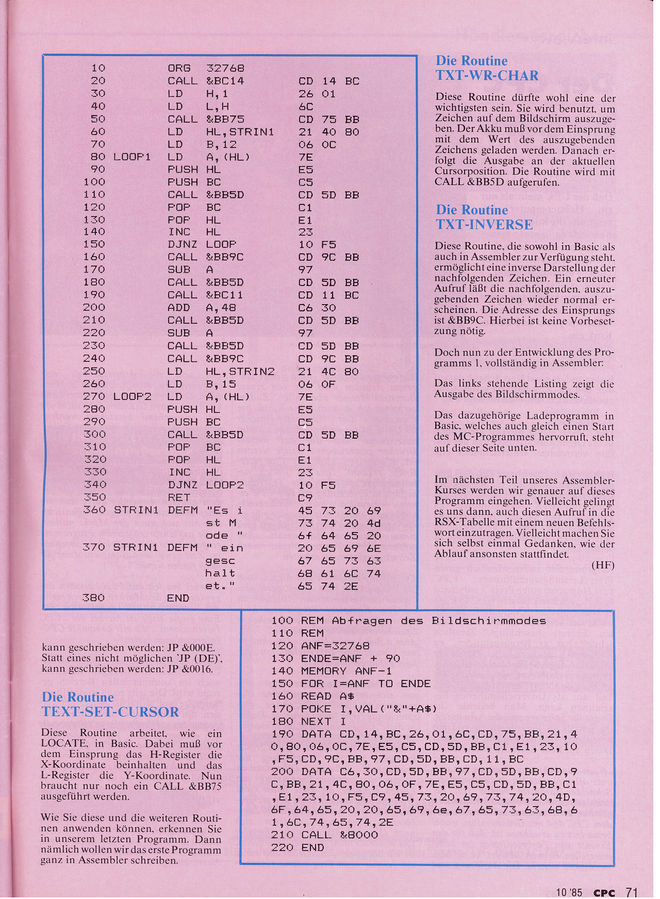 10 ORG 32768
20 CALL &BC14 CD 14 BC
30 LD H,1 26 01
40 LD L,H 6C
50 CALL &BB75 CD 75 BB
60 LD HL,STRIN1 21 40 80
70 LD B,12 06 0C
80 LOOP1 LD A,(HL) 7E
90 PUSH HL E5
100 PUSH BC C5
110 CALL &BB5D CD 5D BB
120 POP BC C1
130 POP HL E1
140 INC HL 23
150 DJNZ LOOP 10 F5
160 CALL &BB9C CD 9C BB
170 SUB A 97
180 CALL &BB5D CD 5D BB
190 CALL &BC11 CD 11 BC
200 ADD A,48 C6 30
210 CALL &BB5D CD 5D BB
220 SUB A 97
230 CALL &BB5D CD 5D BB
240 CALL &BB9C CD 9C BB
250 LD HL,STRIN2 21 4C 80
260 LD B,15 06 0F
270 LOOP2 LD A,(HL) 7E
280 PUSH HL E5
290 PUSH BC C5
300 CALL &BB5D CD 5D BB
310 POP BC C1
320 POP HL E1
330 INC HL 23
340 DJNZ LOOP2 10 F5
350 RET C9
360 STRIN1 DEFM "Es i 45 73 20 69
st M 73 74 20 4d
ode " 6f 64 65 20
370 STRIN1 DEFM " ein 20 65 69 6E
gesc 67 65 73 63
halt 68 61 6C 74
et." 65 74 2E
380 END
kann geschrieben werden: JP &000E.
Statt eines nicht möglichen 'JP (DE)',
kann geschrieben werden: JP &0016.
Die Routine
TEXT-SET-CURSOR
Diese Routine arbeitet, wie ein
LOCATE, in Basic. Dabei muß vor
dem Einsprung das H-Register die
X-Koordinate beinhalten und das
L-Register die Y-Koordinate. Nun
braucht nur noch ein CALL &BB75
ausgeführt werden.
Wie Sie diese und die weiteren Routi-
nen anwenden können, erkennen Sie
in unserem letzten Programm. Dann
nämlich wollen wir das erste Programm
ganz in Assembler schreiben.
100 REM Abfragen des Bildschirmmodes
110 REM
120 ANF=32768
130 ENDE=ANF + 90
140 MEMORY ANF-1
150 FOR I=ANF TO ENDE
160 READ A$
170 POKE I,VAL("&"+A$)
180 NEXT I
190 DATA CD,14,BC,26,01,6C,CD,75,BB,21,4
0,80,06,0C,7E,E5,C5,CD,5D,BB,C1,E1,23,10
,F5,CD,9C,BB,97,CD,5D,BB,CD,11,BC
200 DATA C6,30,CD,5D,BB,97,CD,5D,BB,CD,9
C,BB,21,4C,80,06,0F,7E,E5,C5,CD,5D,BB,C1
,E1,23,10,F5,C9,45,73,20,69,73,74,20,4D,
6F,64,65,20,20,65,69,6e,67,65,73,63,68,6
1,6C,74,65,74,2E
210 CALL &8000
220 END
Die Routine
TXT-WR-CHAR
Diese Routine dürfte wohl eine der
wichtigsten sein. Sie wird benutzt, um
Zeichen auf dem Bildschirm auszuge-
ben. Der Akku muß vor dem Einsprung
mit dem Wert des auszugebenden
Zeichens geladen werden. Danach er-
folgt die Ausgabe an der aktuellen
Cursorposition. Die Routine wird mit
CALL &BB5D aufgerufen.
Die Routine
TXT-INVERSE
Diese Routine, die sowohl in Basic als
auch in Assembler zur Verfügung steht,
ermöglicht eine inverse Darstellung der
nachfolgenden Zeichen. Ein erneuter
Aufruf läßt die nachfolgenden, auszu-
gebenden Zeichen wieder normal er-
scheinen. Die Adresse des Einsprungs
ist &BB9C. Hierbei ist keine Vorbeset-
zung nötig.
Doch nun zu der Entwicklung des Pro-
gramms 1, vollständig in Assembler:
Das links stehende Listing zeigt die
Ausgabe des Bildschirmmodes.
Das dazugehörige Ladeprogramm in
Basic, welches auch gleich einen Start
des MC-Programmes hervorruft, steht
auf dieser Seite unten.
Im nächsten Teil unseres Assembler-
Kurses werden wir genauer auf dieses
Programm eingehen. Vielleicht gelingt
es uns dann, auch diesen Aufruf in die
RSX-Tabelle mit einem neuen Befehls-
wort einzutragen. Vielleicht machen Sie
sich selbst einmal Gedanken, wie der
Ablauf ansonsten stattfindet.
(HF)
10 '85 CPC 71